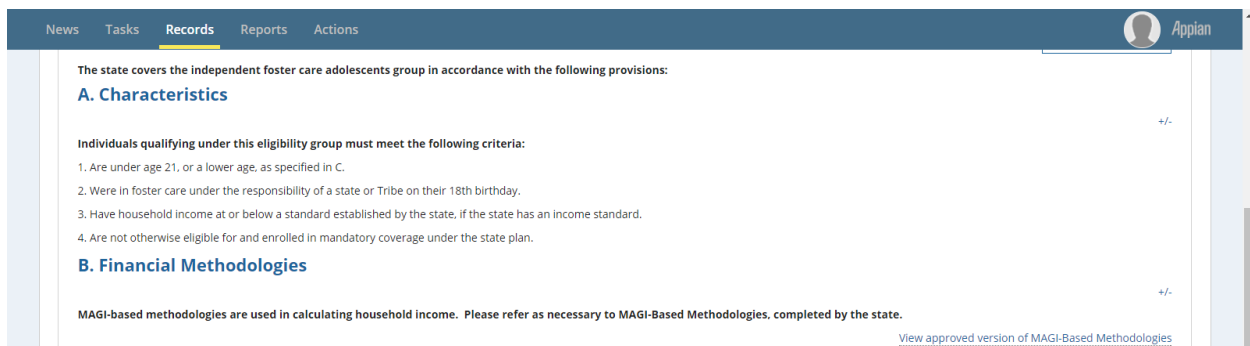 News Tasks Records Reports Actions Appian
The state covers the independent foster care adolescents group in accordance with the following provisions:
A. Characteristics
+/-
Individuals qualifying under this eligibility group must meet the following criteria:
1. Are under age 21, or a lower age, as specified in C.
2. Were in foster care under the responsibility of a state or Tribe on their 18th birthday.
3. Have household income at or below a standard established by the state, if the state has an income standard.
4. Are not otherwise eligible for and enrolled in mandatory coverage under the state plan.
B. Financial Methodologies
+/-
MAGI-based methodologies are used in calculating household income. Please refer as necessary to MAGI-Based Methodologies, completed by the state.
View approved version of MAGI-Based Methodologies